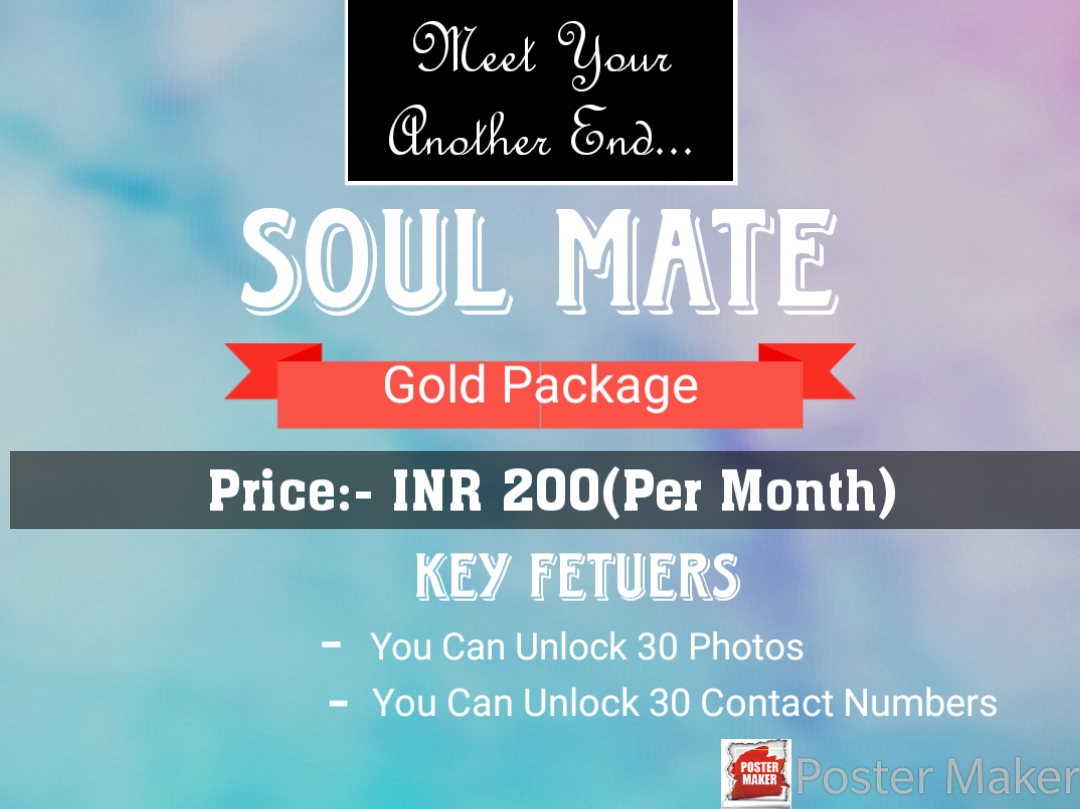 Meet Your
Another End...
SOUL MATE
Gold Package
Price:- INR 200(Per Month)
KEY FETUERS
- You Can Unlock 30 Photos
- You Can Unlock 30 Contact Numbers
POSTER
MAKER
Poster Maker